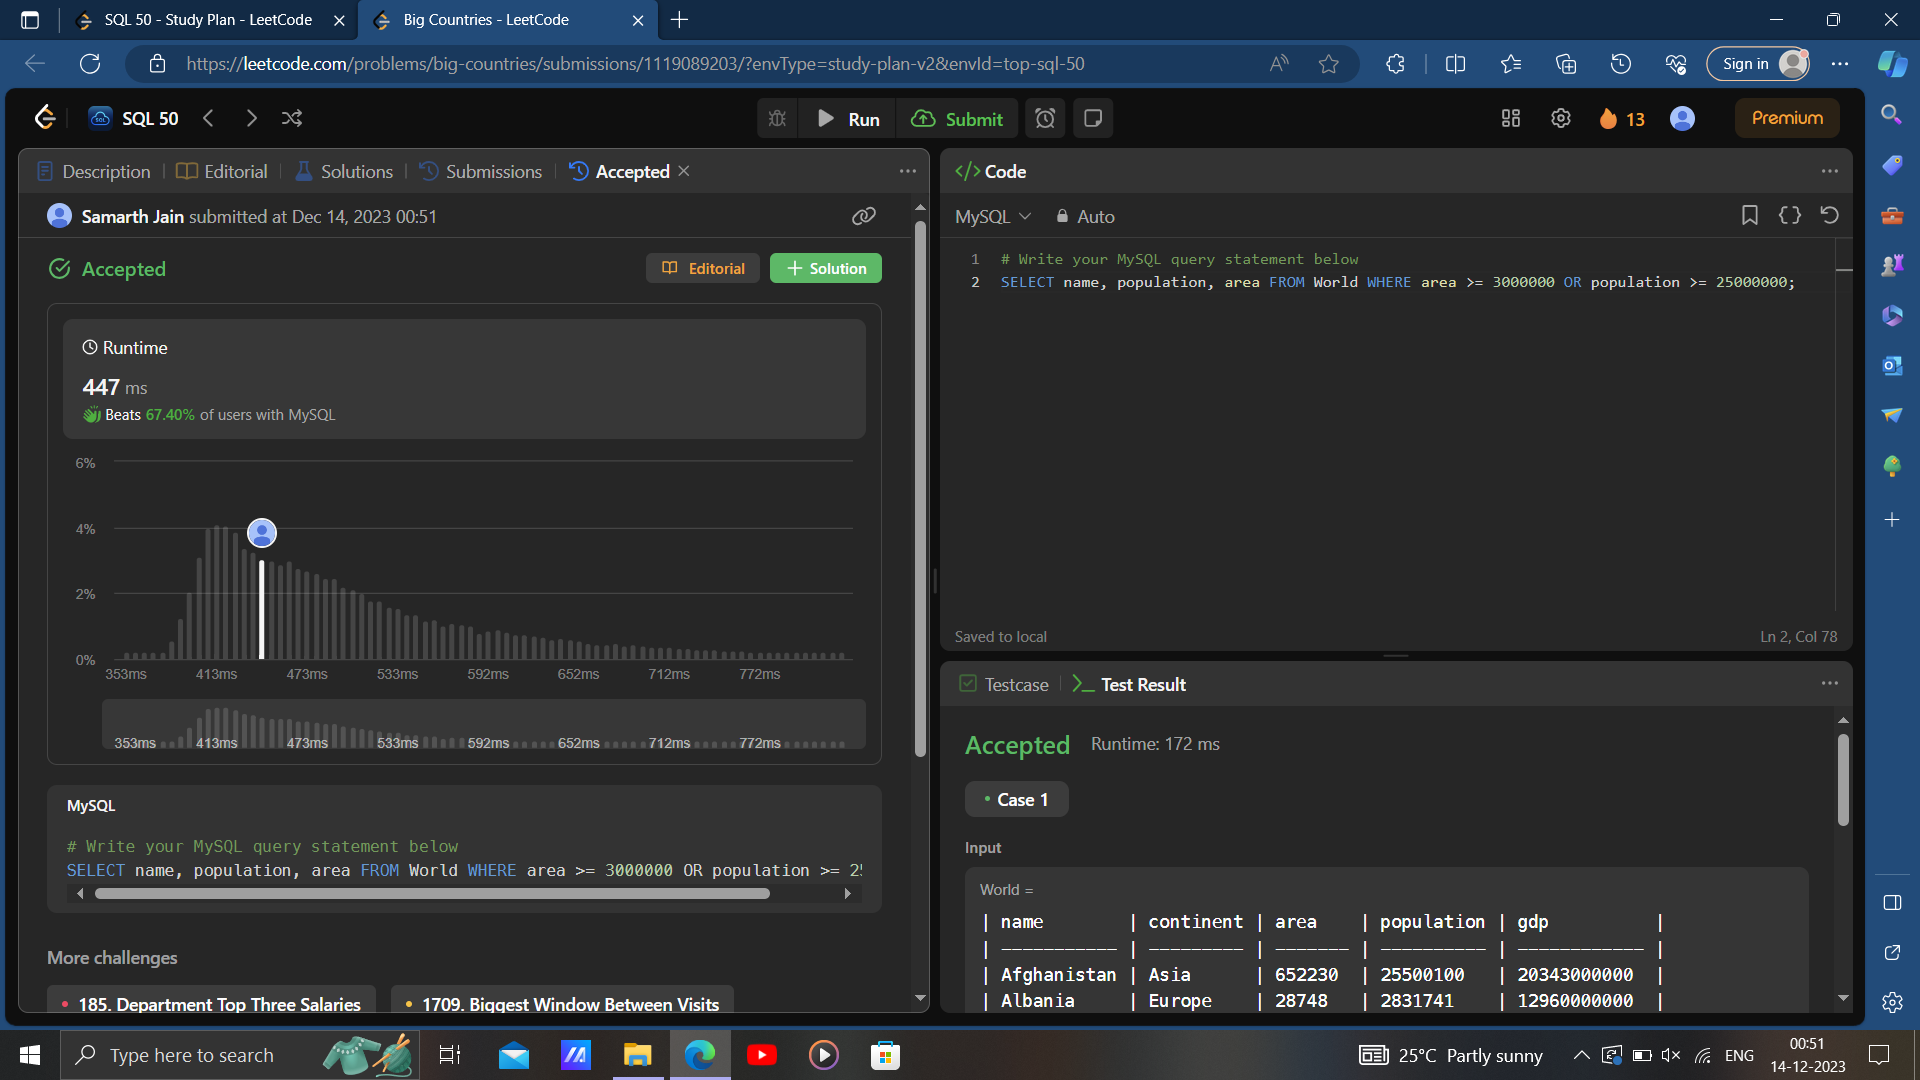 SQL 50 - Study Plan - LeetCode
Big Countries - LeetCode
https://leetcode.com/problems/big-countries/submissions/1119089203/?envType=study-plan-v2&envId=top-sql-50
Sign in
SQL 50
Run
Submit
13
Premium
Description
Editorial
Solutions
Submissions
Accepted
Samarth Jain submitted at Dec 14, 2023 00:51
Accepted
Editorial
Solution
Runtime
447 ms
Beats 67.40% of users with MySQL
6%
4%
2%
0%
353ms 413ms 473ms 533ms 592ms 652ms 712ms 772ms
353ms 413ms 473ms 533ms 592ms 652ms 712ms 772ms
MySQL
# Write your MySQL query statement below
SELECT name, population, area FROM World WHERE area >= 3000000 OR population >= 25
More challenges
185. Department Top Three Salaries
1709. Biggest Window Between Visits
</> Code
MySQL
Auto
1 # Write your MySQL query statement below
2 SELECT name, population, area FROM World WHERE area >= 3000000 OR population >= 25000000;
Saved to local
Ln 2, Col 78
Testcase
Test Result
Accepted
Runtime: 172 ms
Case 1
Input
World =
| name | continent | area | population | gdp |
| ----------- | --------- | ------- | ---------- | ------------ |
| Afghanistan | Asia | 652230 | 25500100 | 20343000000 |
| Albania | Europe | 28748 | 2831741 | 12960000000 |
Type here to search
25°C Partly sunny
ENG
00:51
14-12-2023